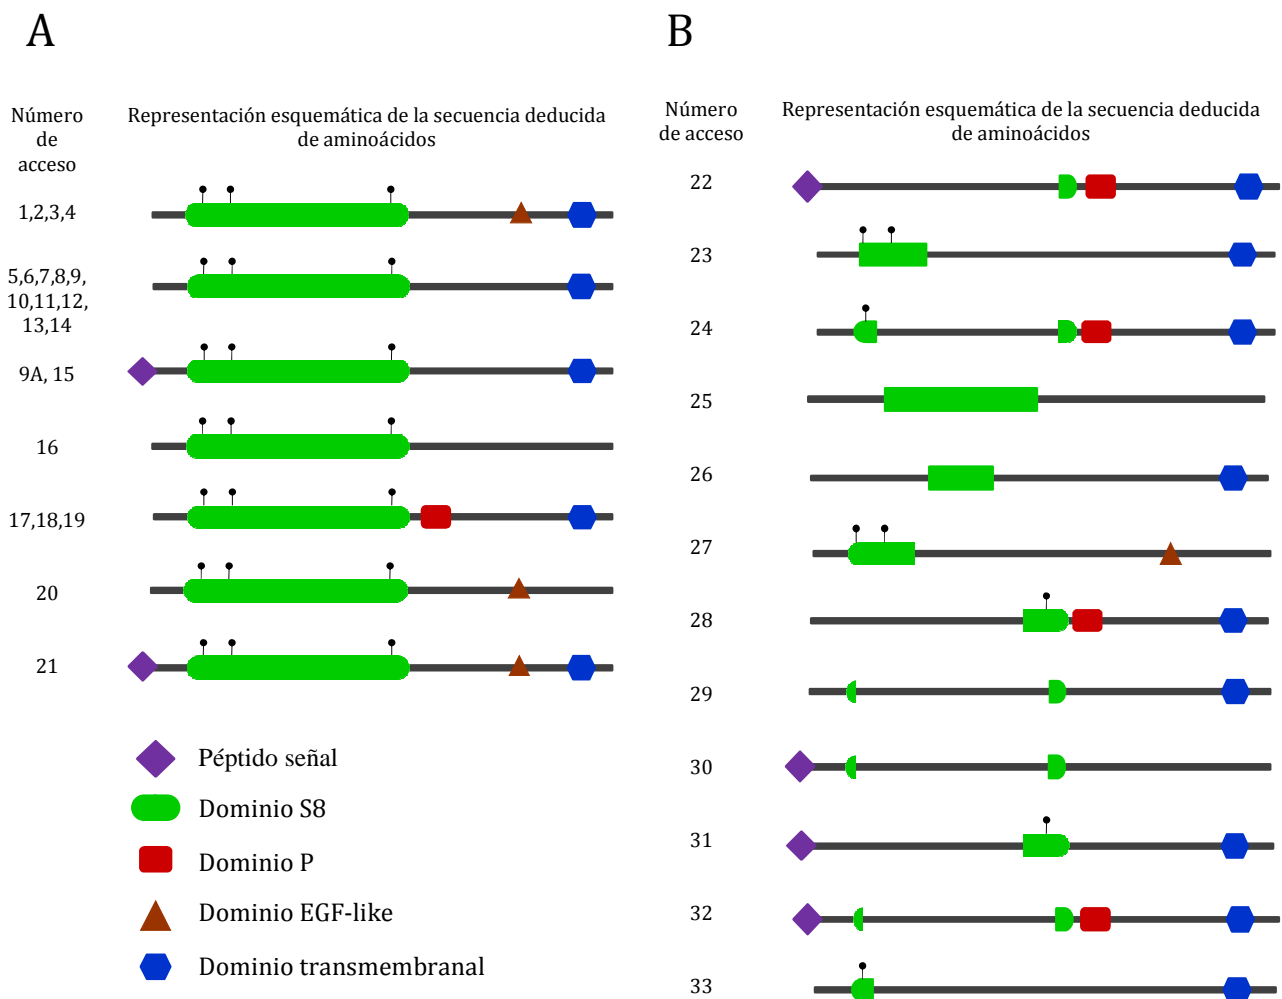 A
Número
de
acceso
Representación esquemática de la secuencia deducida
de aminoácidos
1,2,3,4
5,6,7,8,9,
10,11,12,
13,14
9A, 15
16
17,18,19
20
21
Péptido señal
Dominio S8
Dominio P
Dominio EGF-like
Dominio transmembranal
B
Número
de acceso
Representación esquemática de la secuencia deducida
de aminoácidos
22
23
24
25
26
27
28
29
30
31
32
33